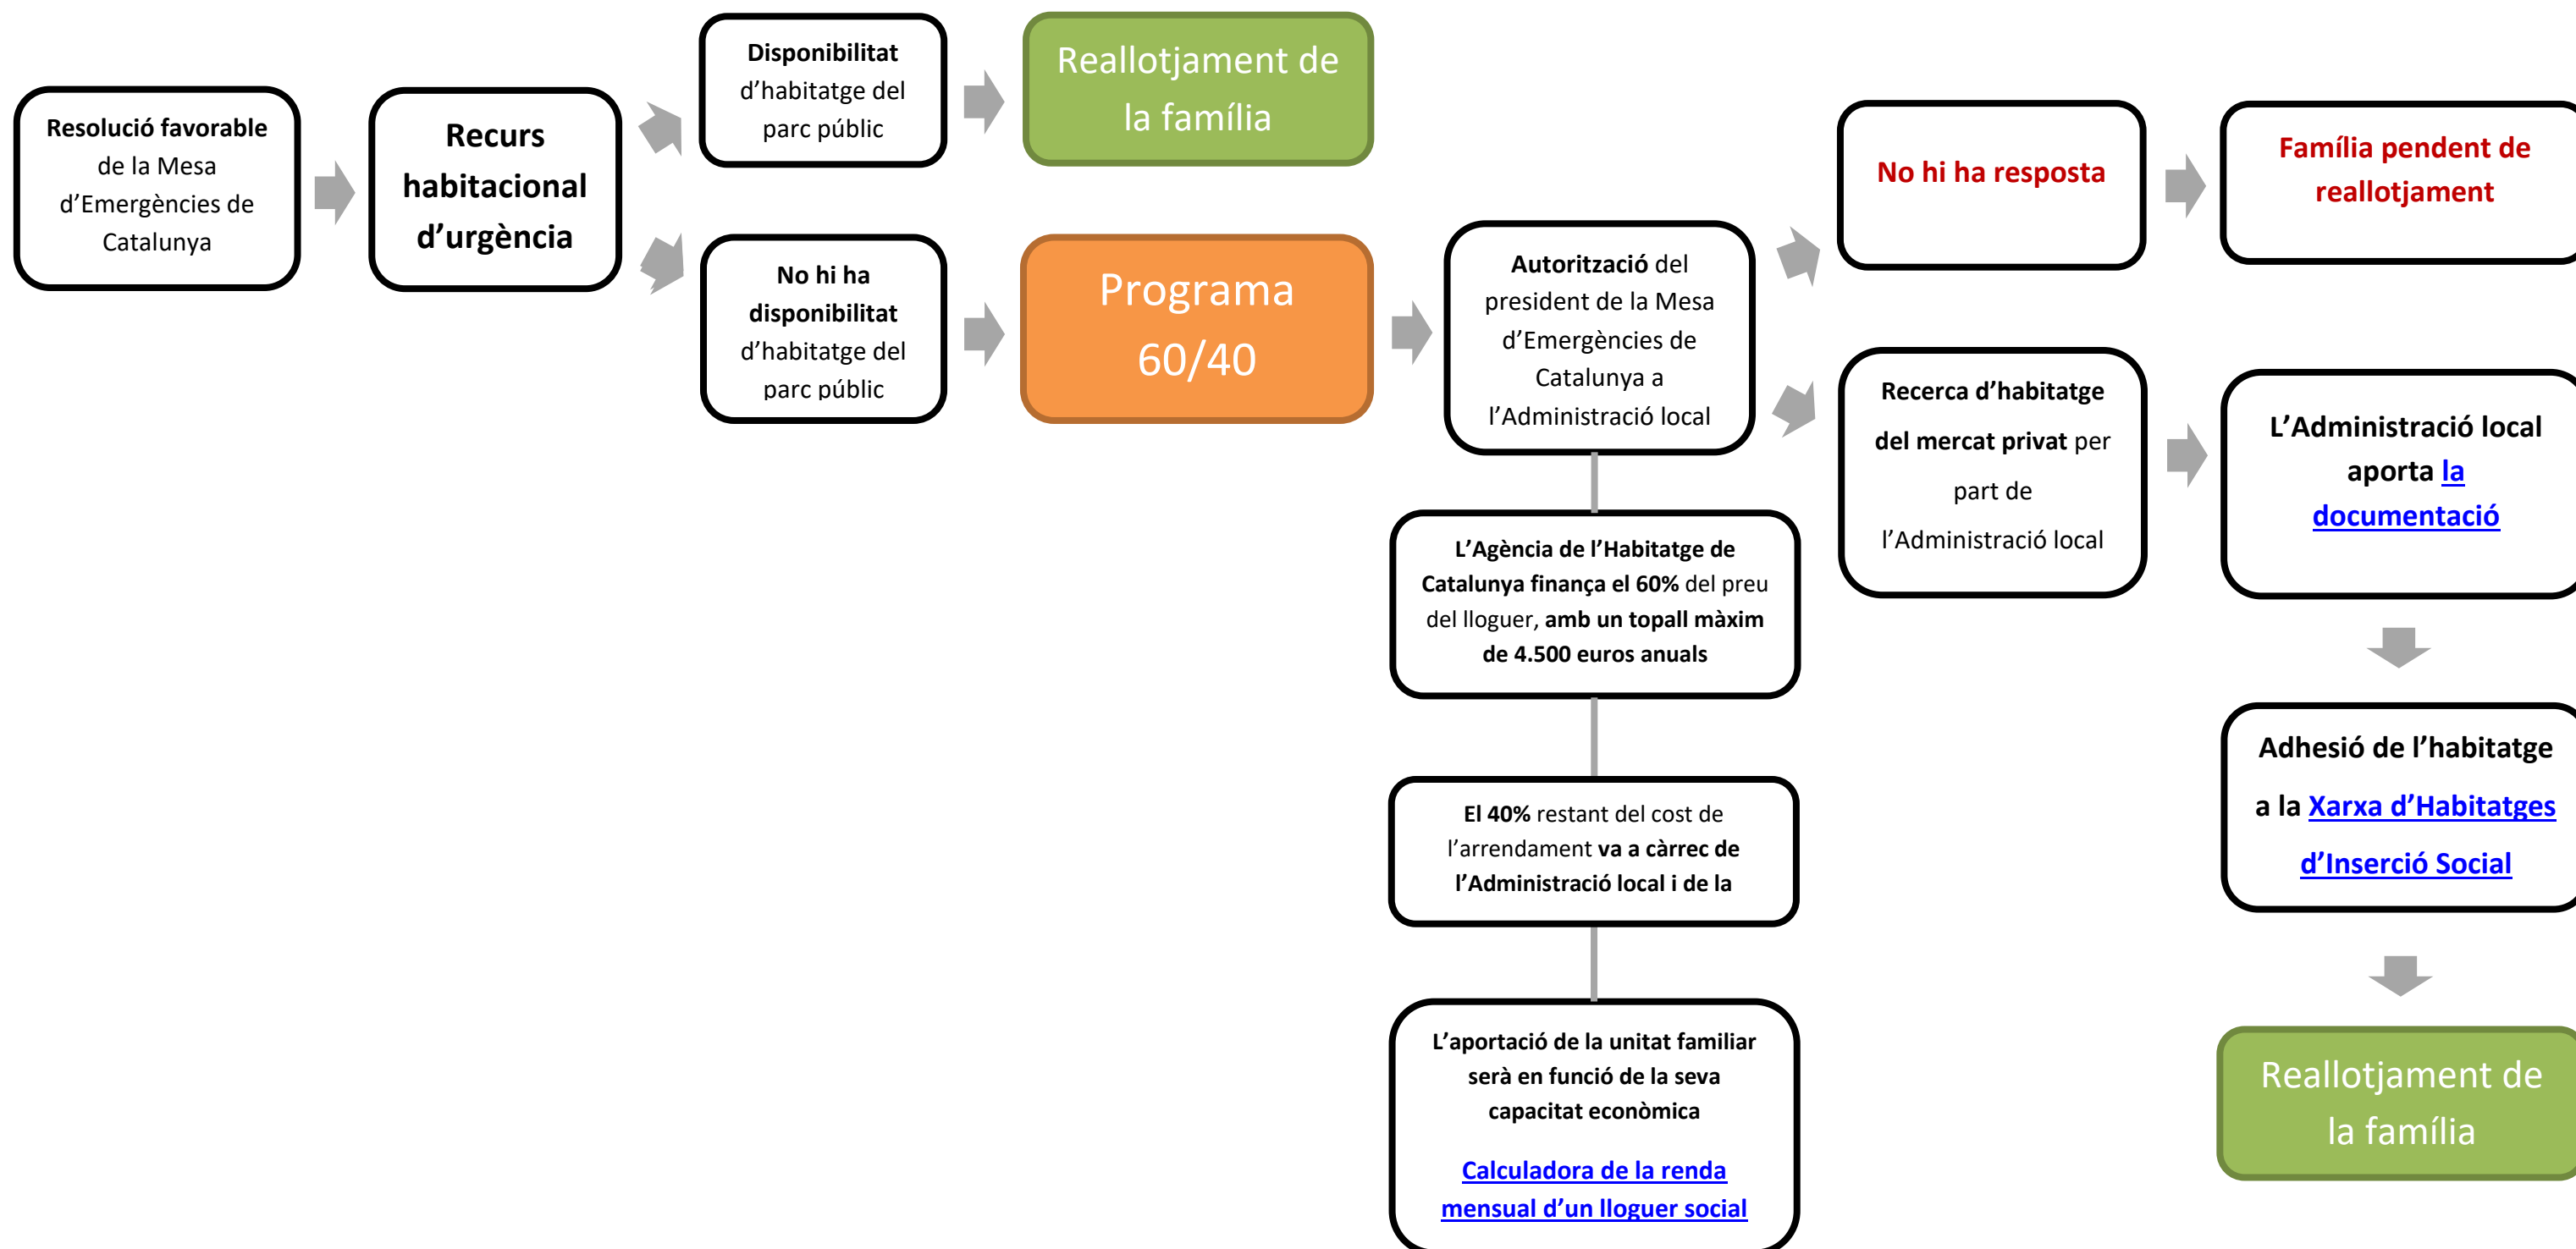 Resolució favorable
de la Mesa
d’Emergències de
Catalunya
Recurs
habitacional
d’urgència
Disponibilitat
d’habitatge del
parc públic
Reallotjament de
la família
No hi ha
disponibilitat
d’habitatge del
parc públic
Programa
60/40
Autorització del
president de la Mesa
d’Emergències de
Catalunya a
l’Administració local
No hi ha resposta
Família pendent de
reallotjament
Recerca d’habitatge
del mercat privat per
part de
l’Administració local
L’Administració local
aporta la
documentació
L’Agència de l’Habitatge de
Catalunya finança el 60% del preu
del lloguer, amb un topall màxim
de 4.500 euros anuals
El 40% restant del cost de
l’arrendament va a càrrec de
l’Administració local i de la
L’aportació de la unitat familiar
serà en funció de la seva
capacitat econòmica
Calculadora de la renda
mensual d’un lloguer social
Adhesió de l’habitatge
a la Xarxa d’Habitatges
d’Inserció Social
Reallotjament de
la família